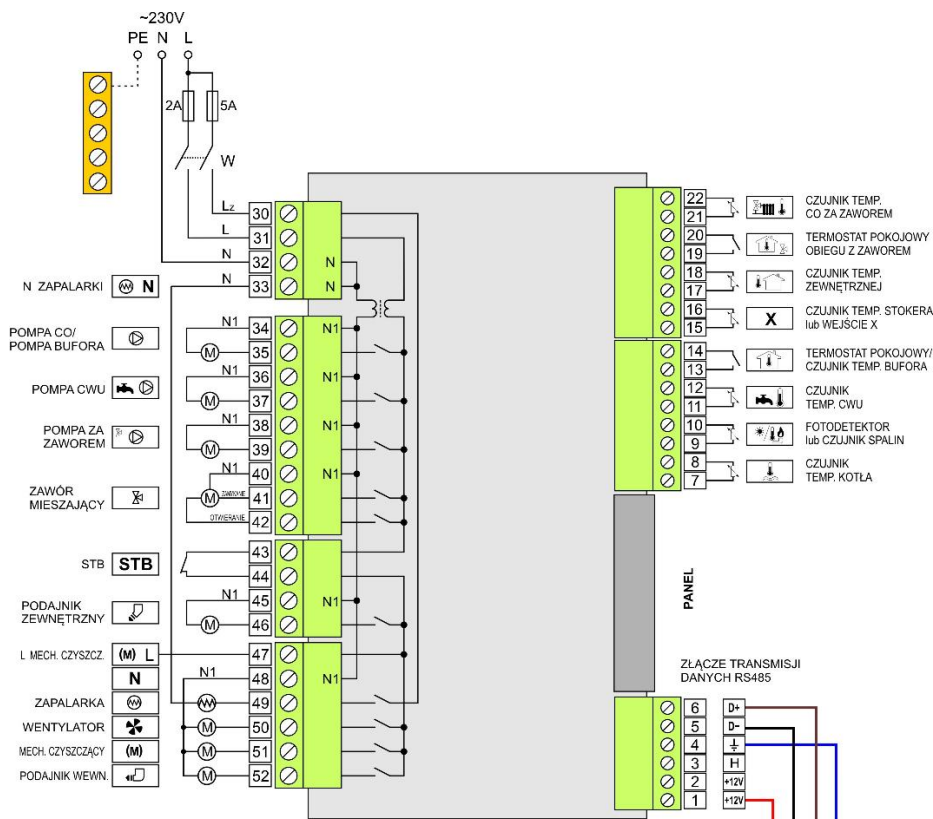 ~230V
PE N L
2A 5A
W
Lz 30
L 31
N 32 N
N 33 N
N ZAPALARKI N
N1 34 N1
POMPA CO/
POMPA BUFORA
M 35
N1 36 N1
POMPA CWU
M 37
N1 38 N1
POMPA ZA
ZAWOREM
M 39
N1 40 N1
ZAWÓR
MIESZAJĄCY
M 41
OTWIERANIE 42
43
STB STB
44
N1 45 N1
PODAJNIK
ZEWNĘTRZNY
M 46
L MECH. CZYSZCZ. (M) L 47
N N1 48 N1
ZAPALARKA 49
WENTYLATOR M 50
MECH. CZYSZCZĄCY (M) M 51
PODAJNIK WEWN. M 52
22 CZUJNIK TEMP.
21 CO ZA ZAWOREM
20 TERMOSTAT POKOJOWY
19 OBIEGU Z ZAWOREM
18 CZUJNIK TEMP.
17 ZEWNĘTRZNEJ
16 CZUJNIK TEMP. STOKERA
15 X lub WEJŚCIE X
14 TERMOSTAT POKOJOWY/
13 CZUJNIK TEMP. BUFORA
12 CZUJNIK
11 TEMP. CWU
10 FOTODETEKTOR
9 lub CZUJNIK SPALIN
8 CZUJNIK
7 TEMP. KOTŁA
PANEL
ZŁĄCZE TRANSMISJI
DANYCH RS485
6 D+
5 D-
4
3 H
2 +12V
1 +12V